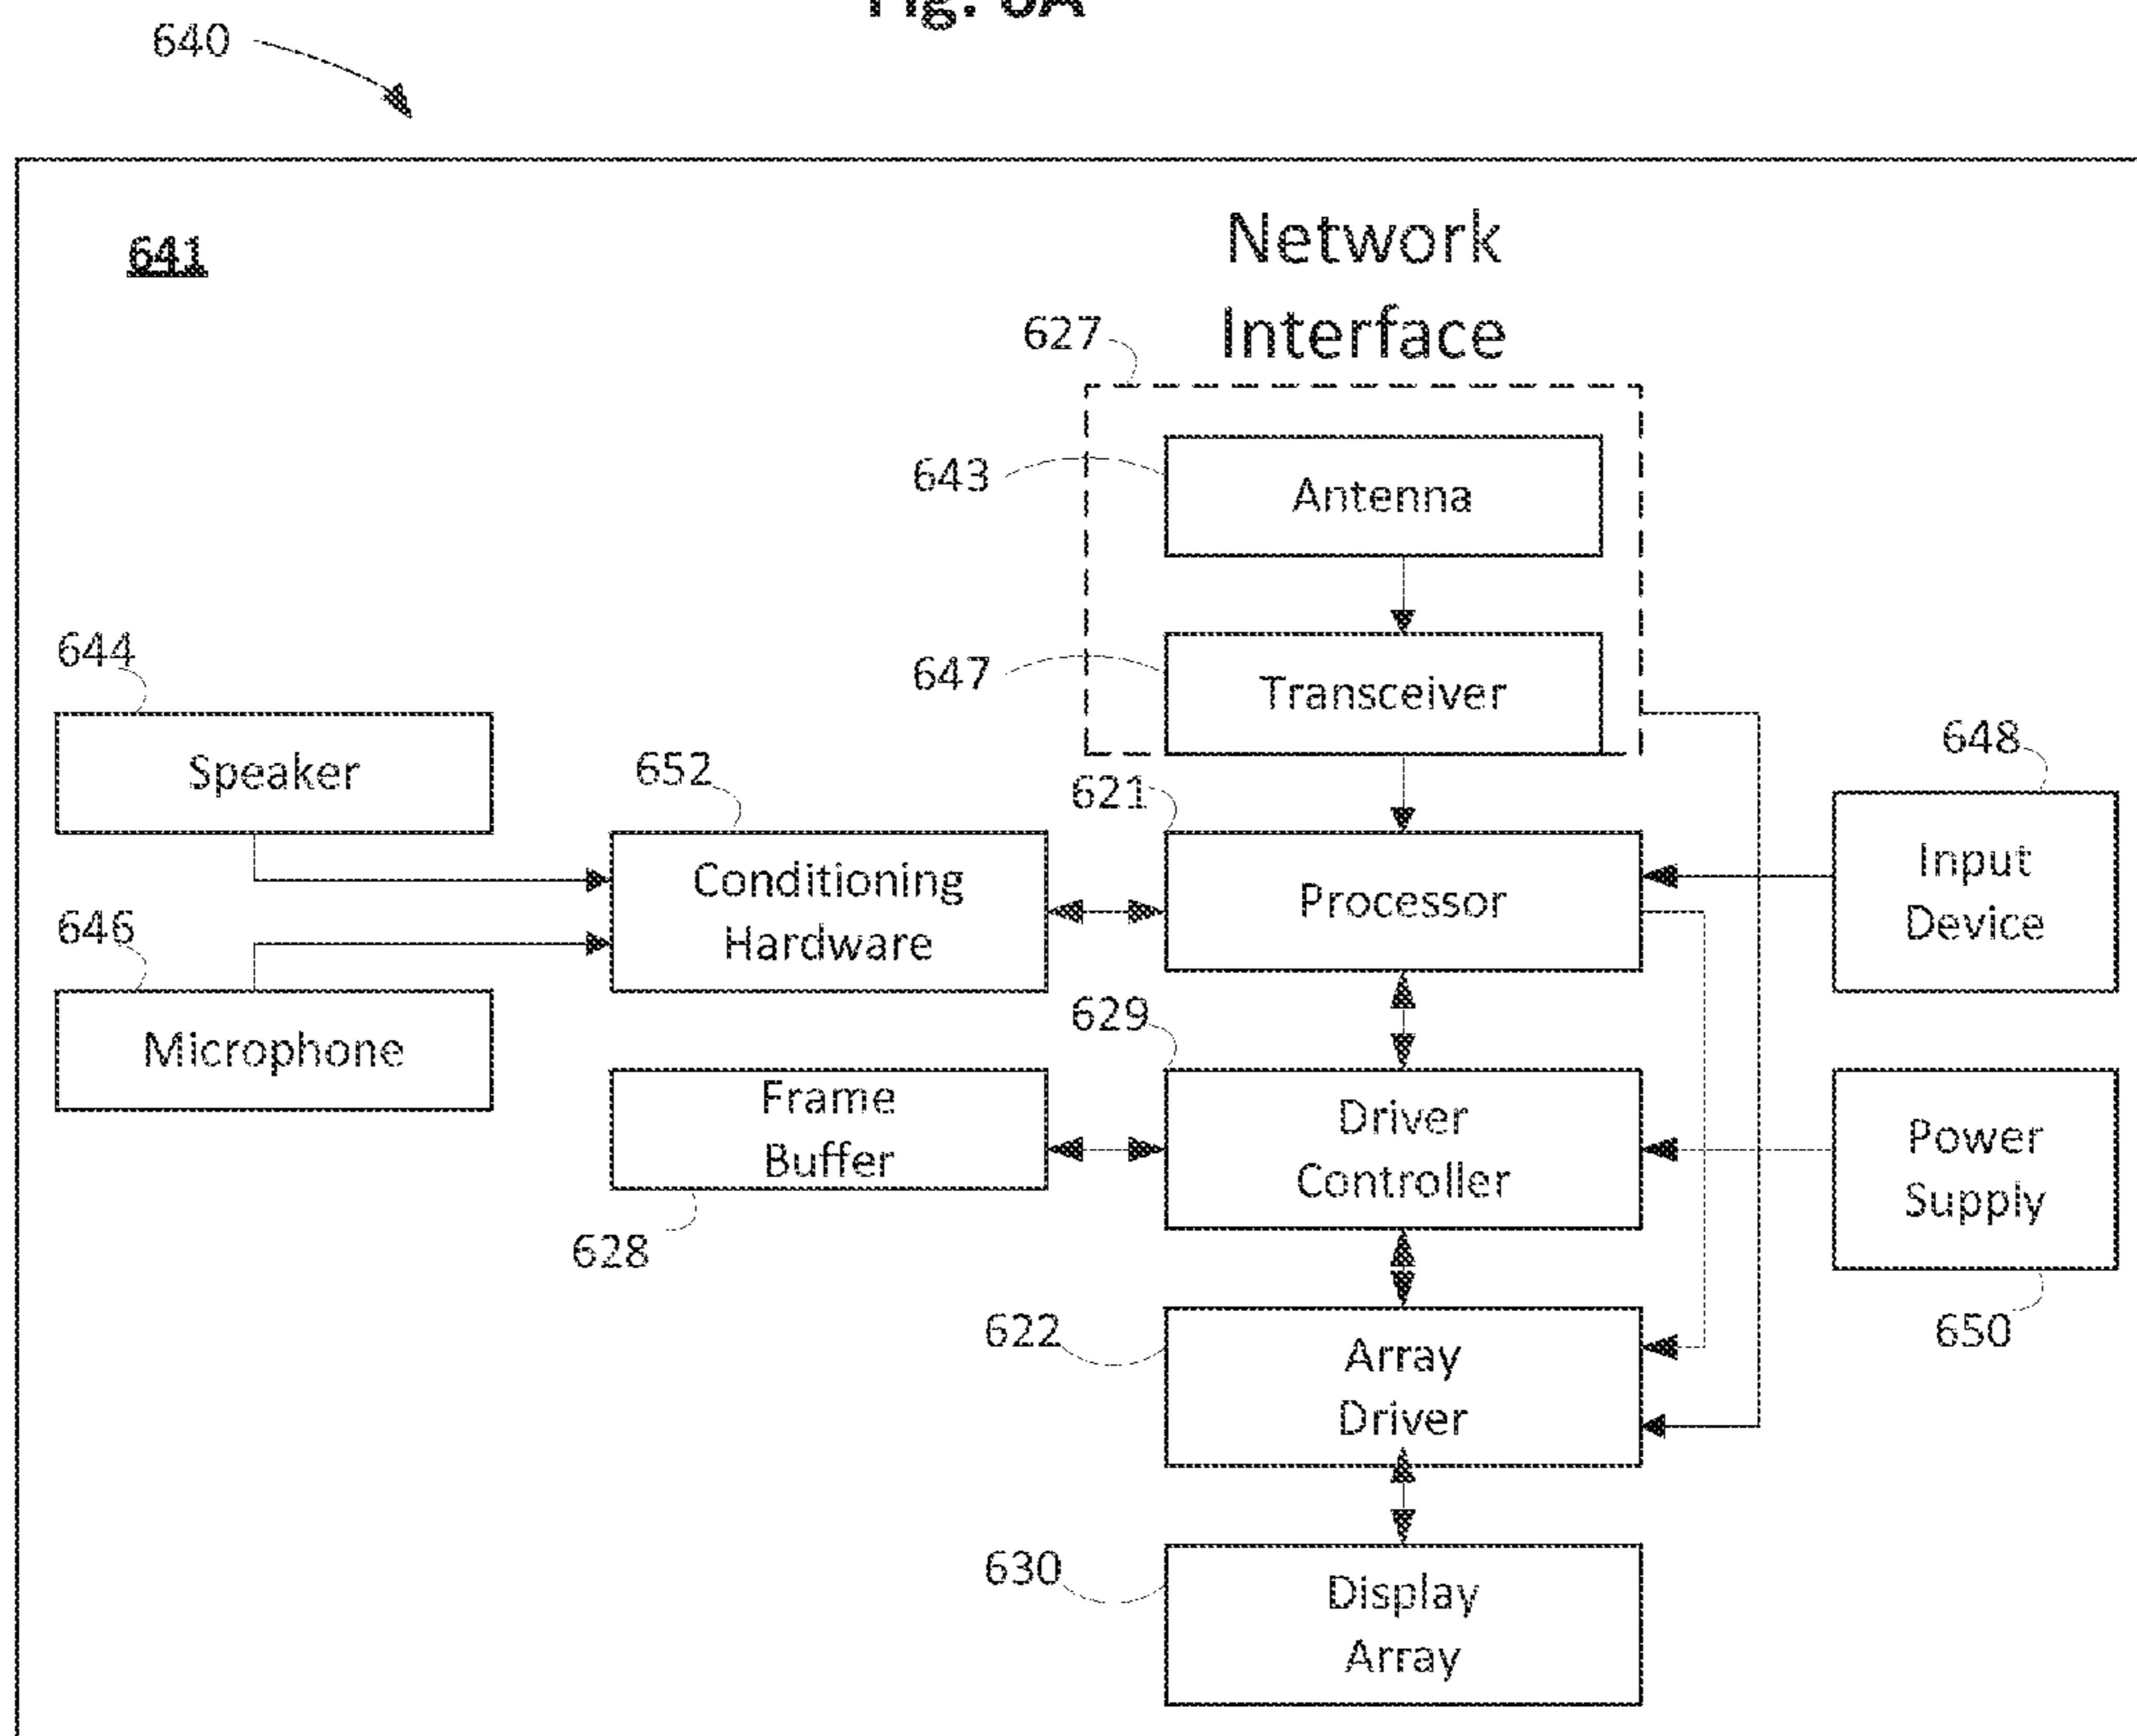 640
641
Network
Interface
627
643
Antenna
647
Transceiver
644
Speaker
652
Conditioning
Hardware
621
Processor
648
Input
Device
646
Microphone
629
Driver
Controller
Frame
Buffer
628
Power
Supply
650
622
Array
Driver
630
Display
Array